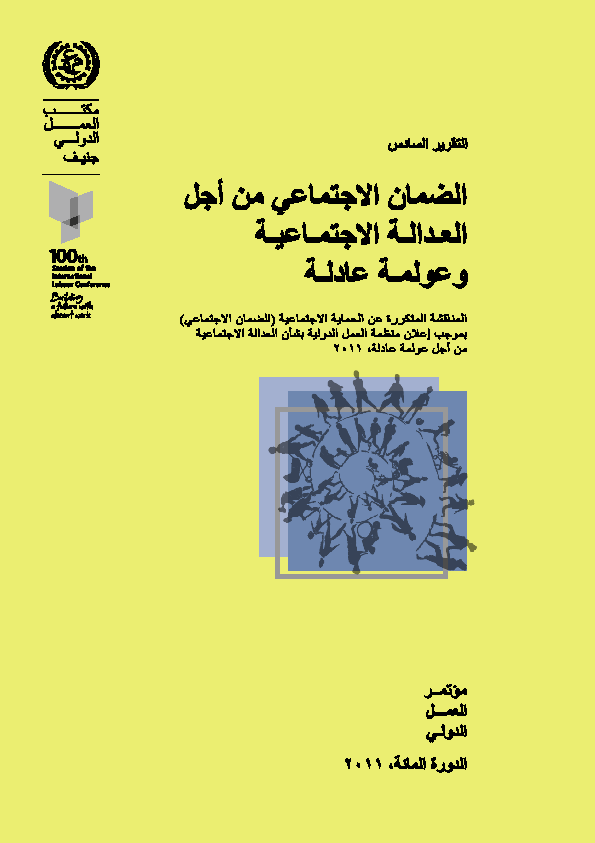 مكتب
العمل
الدولي
جنيف
100th
Session of the
International
Labour Conference
Building
a future with
decent work
التقرير السادس
الضمان الاجتماعي من أجل
العدالة الاجتماعية
وعولمة عادلة
المناقشة المتكررة عن الحماية الاجتماعية (الضمان الاجتماعي)
بموجب إعلان منظمة العمل الدولية بشأن العدالة الاجتماعية
من أجل عولمة عادلة، ٢٠١١
مؤتمر
العمل
الدولي
الدورة المائة، ٢٠١١